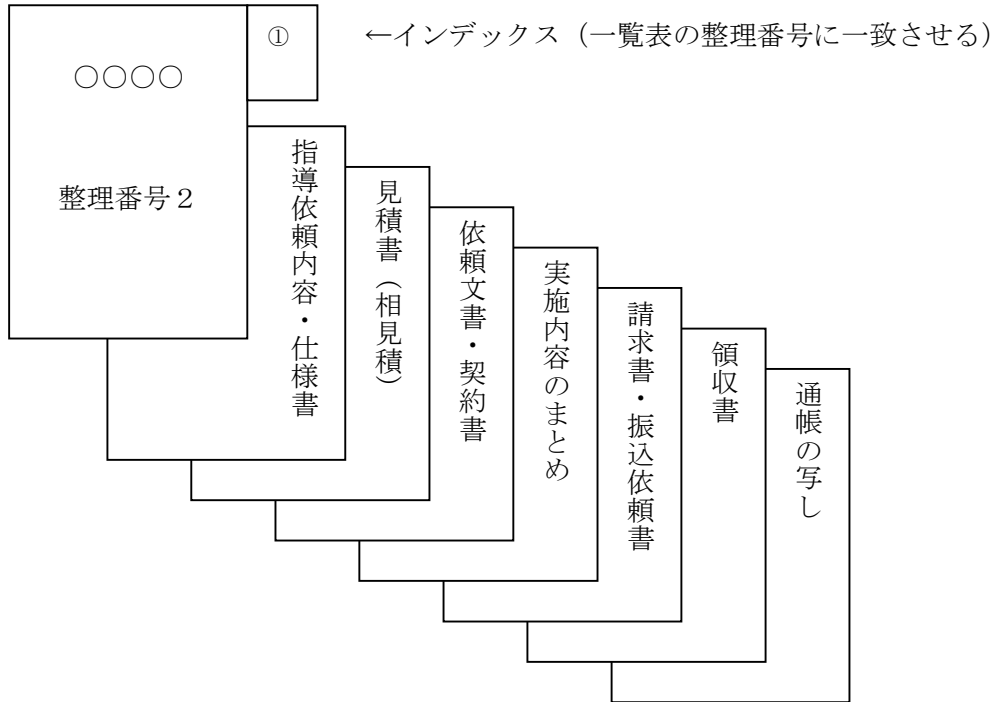 ①
←インデックス（一覧表の整理番号に一致させる）
○○○○
整理番号２
指導依頼内容・仕様書
見積書（相見積）
依頼文書・契約書
実施内容のまとめ
請求書・振込依頼書
領収書
通帳の写し